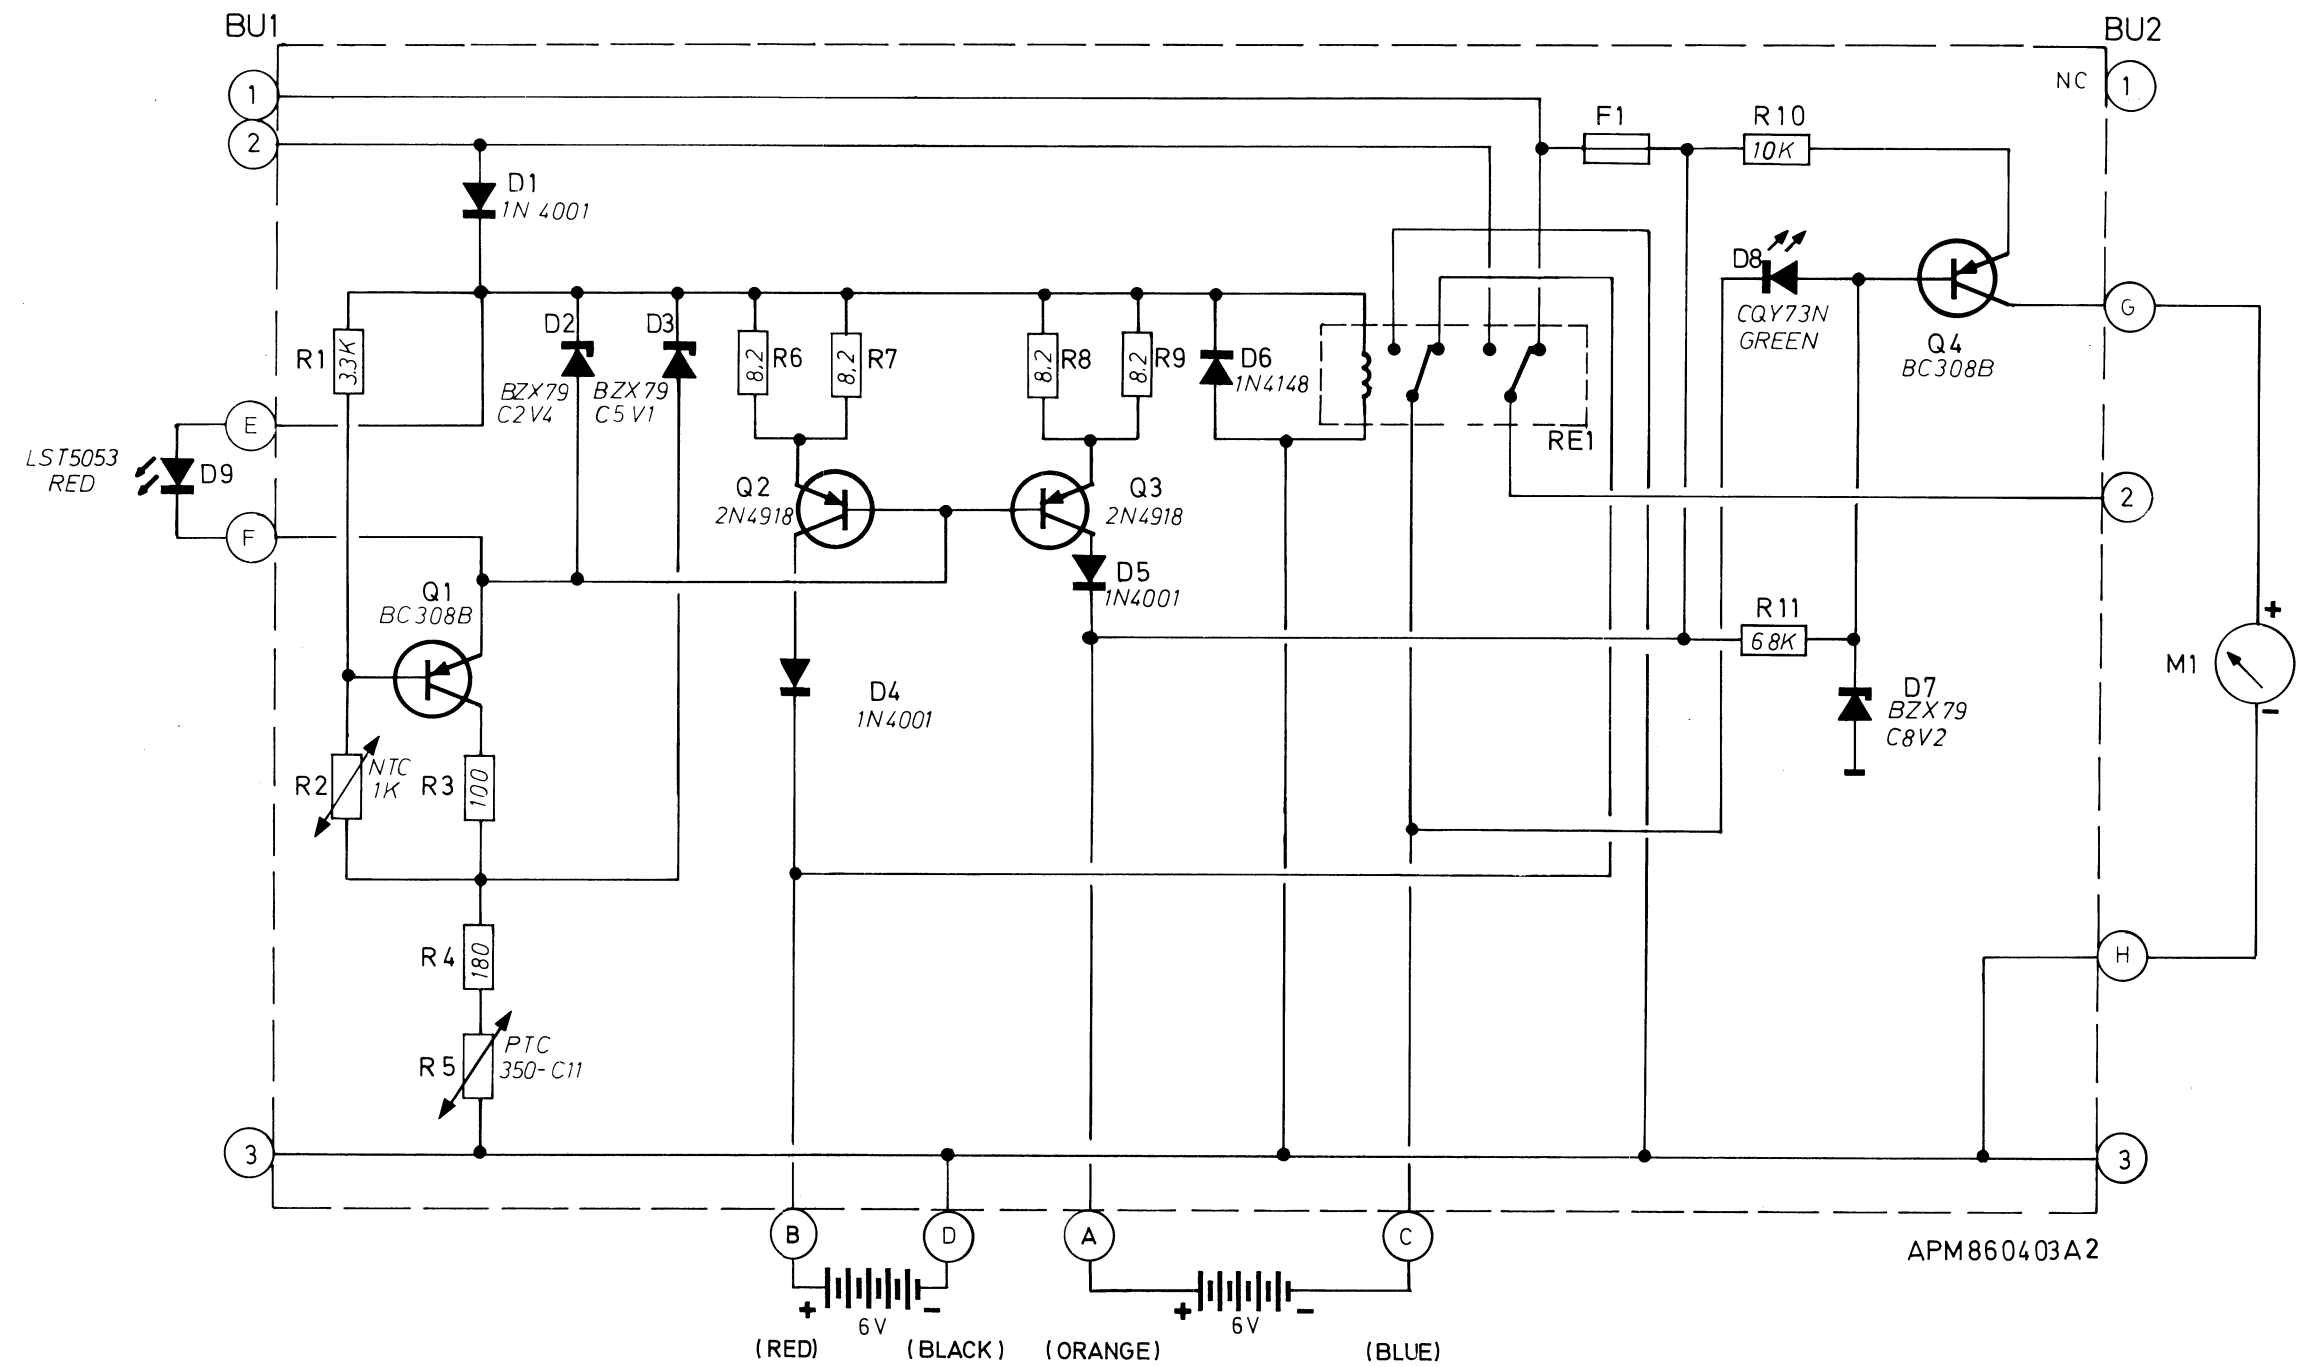 BU1
BU2
1
NC
1
2
F1
R10
10K
D1
1N 4001
D8
CQY73N
GREEN
Q4
BC308B
G
R1
3.3K
D2
BZX79
C2V4
D3
BZX79
C5V1
R6
8,2
R7
8,2
R8
8.2
R9
8.2
D6
1N4148
RE1
E
LST5053
RED
D9
F
Q2
2N4918
Q3
2N4918
2
D5
1N4001
Q1
BC308B
R11
68K
M1
+
-
D4
1N4001
D7
BZX79
C8V2
R2
NTC
1K
R3
100
R4
180
H
R5
PTC
350-C11
3
3
B
D
A
C
APM860403A2
+
-
6V
+
-
6V
(RED)
(BLACK)
(ORANGE)
(BLUE)